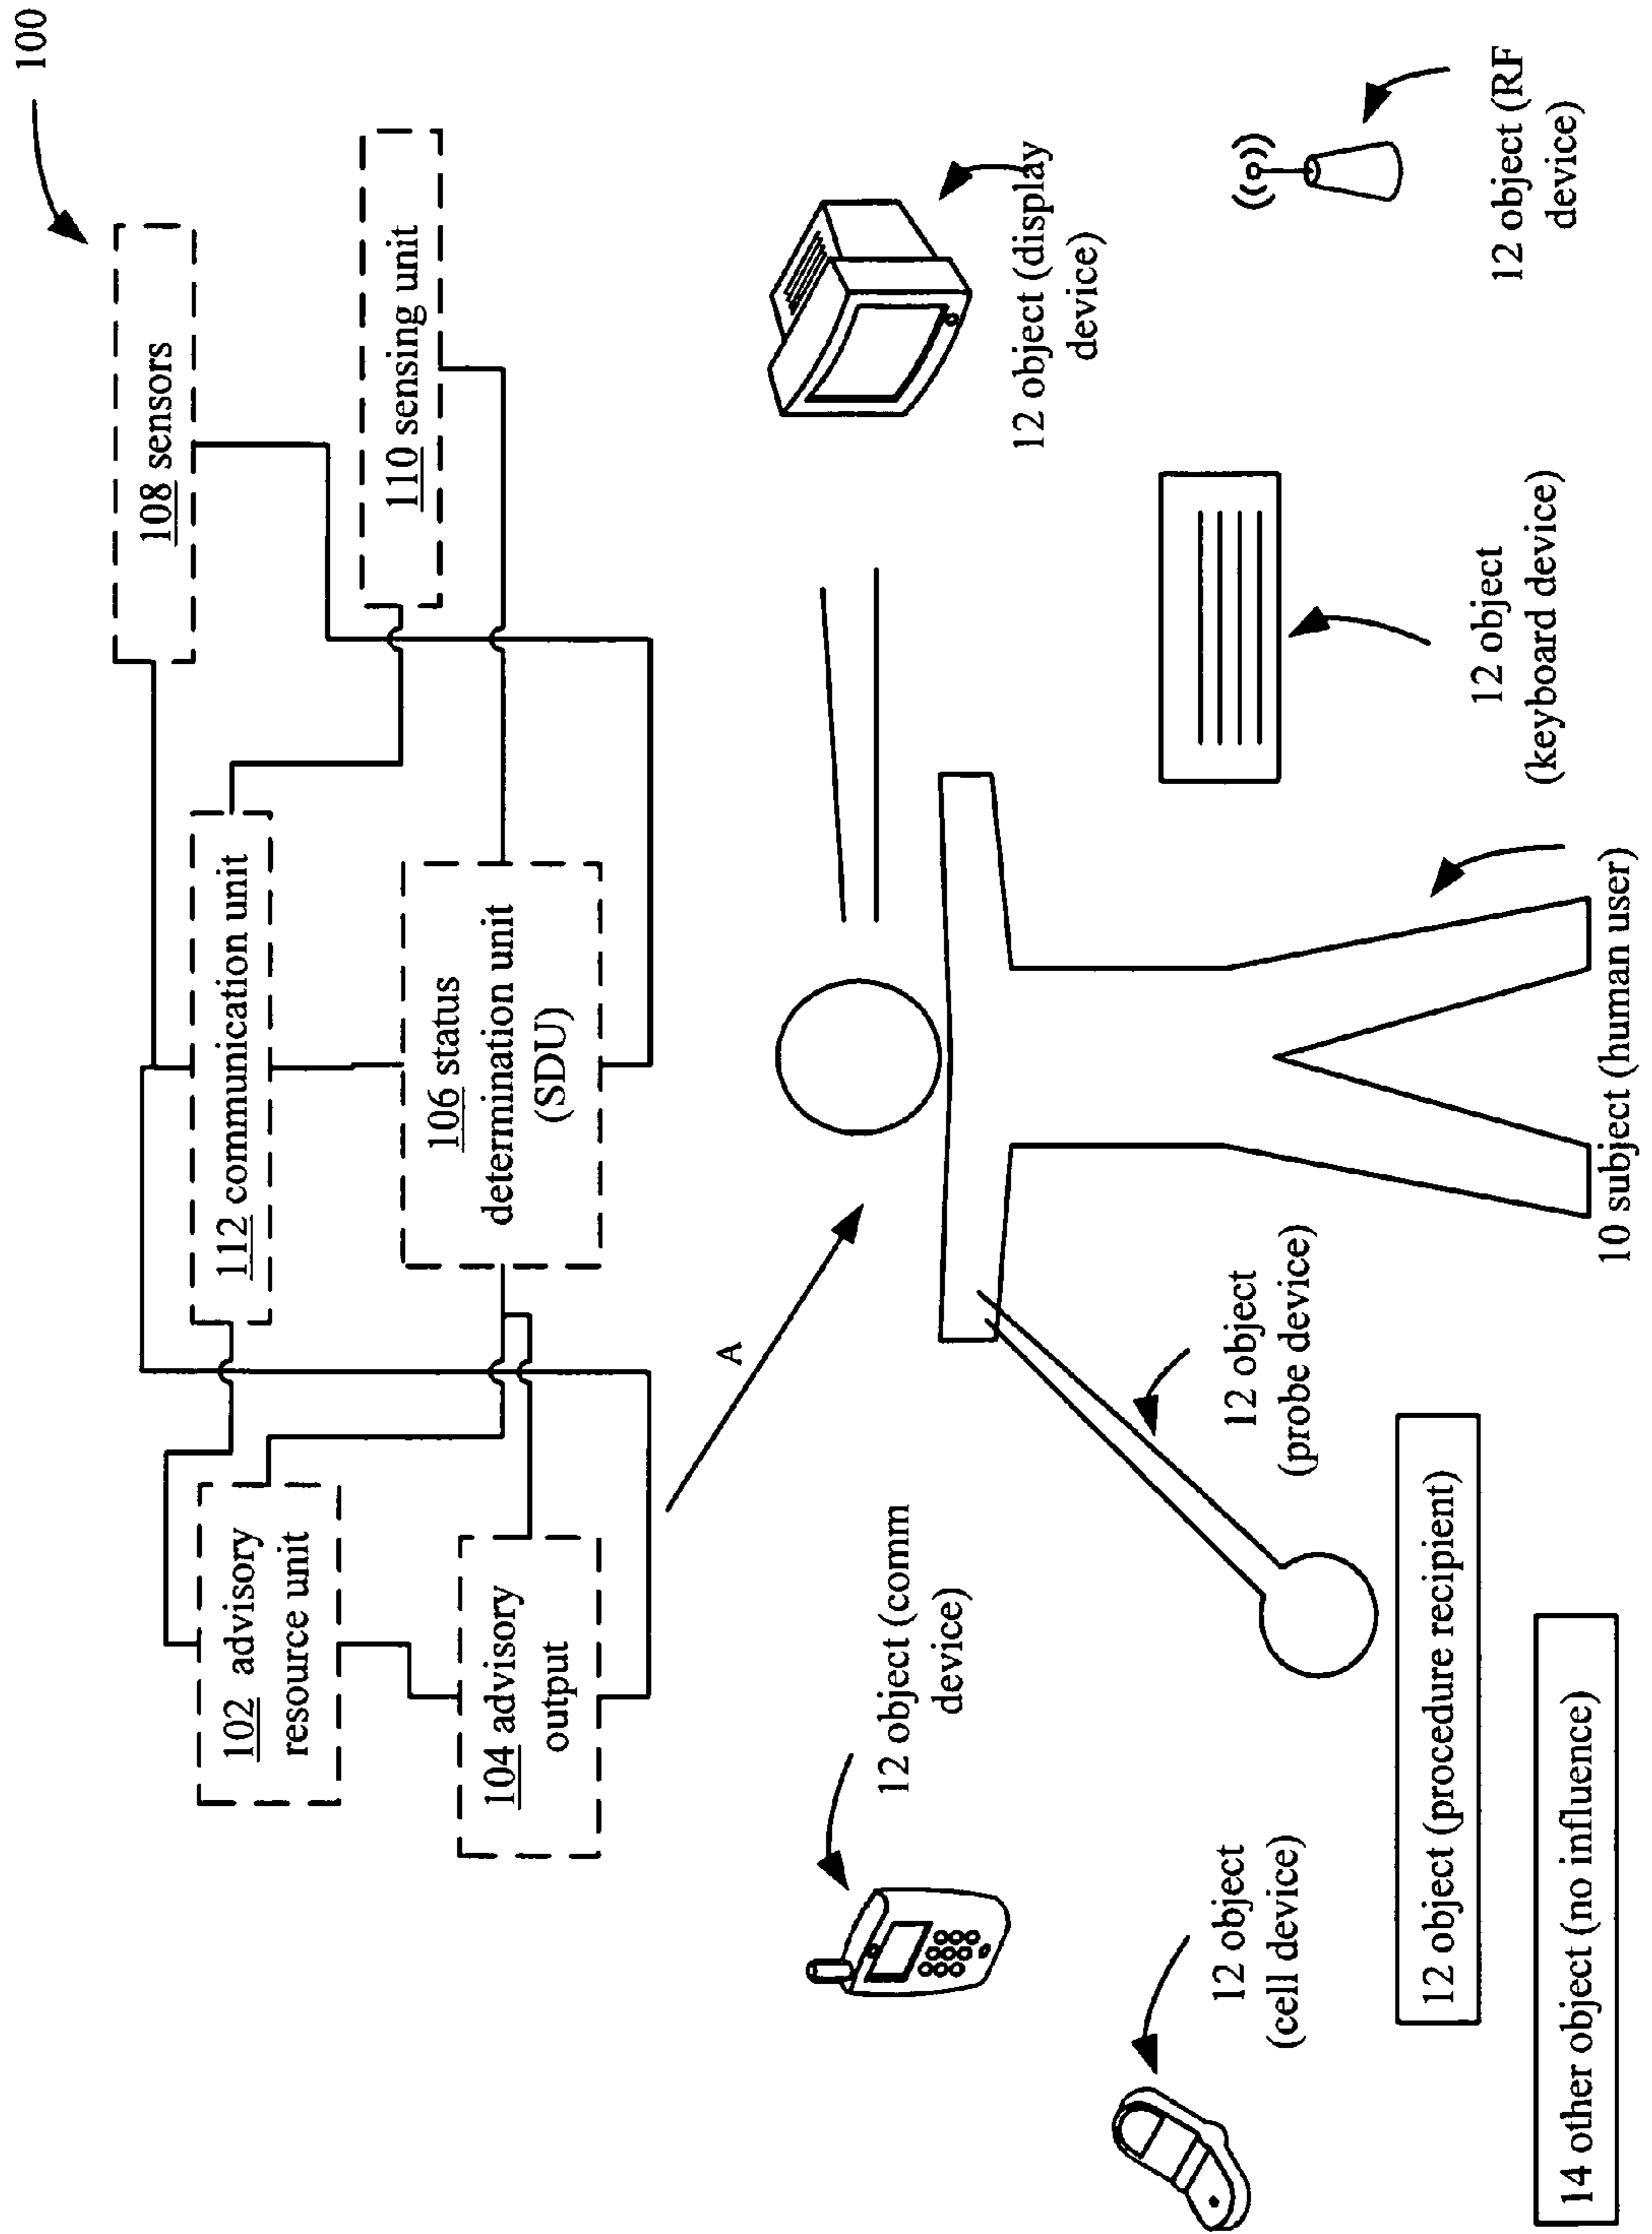 100
108 sensors
110 sensing unit
112 communication unit
106 status
determination unit
(SDU)
102 advisory
resource unit
104 advisory
output
A
12 object (comm
device)
12 object (display
device)
12 object
(cell device)
12 object
(probe device)
12 object
(keyboard device)
12 object (RF
device)
12 object (procedure recipient)
14 other object (no influence)
10 subject (human user)